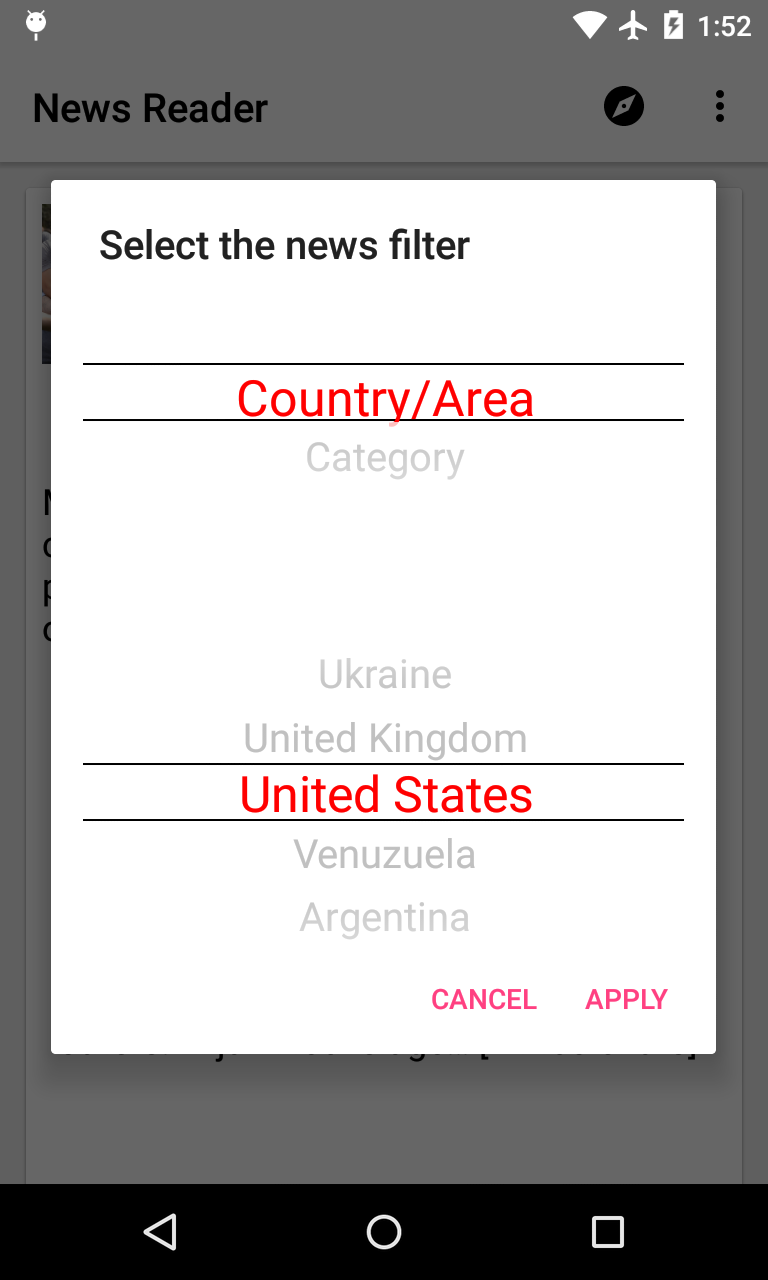 1:52
News Reader
Select the news filter
Country/Area
Category
Ukraine
United Kingdom
United States
Venuzuela
Argentina
CANCEL APPLY